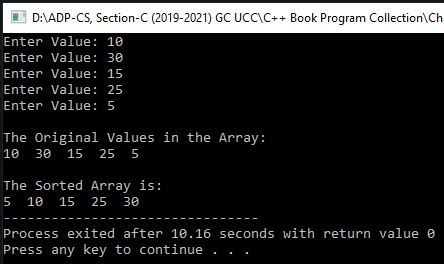 D:\ADP-CS, Section-C (2019-2021) GC UCC\C++ Book Program Collection\Cha
Enter Value: 10
Enter Value: 30
Enter Value: 15
Enter Value: 25
Enter Value: 5
The Original Values in the Array:
10  30  15  25  5
The Sorted Array is:
5  10  15  25  30
--------------------------------
Process exited after 10.16 seconds with return value 0
Press any key to continue . . .